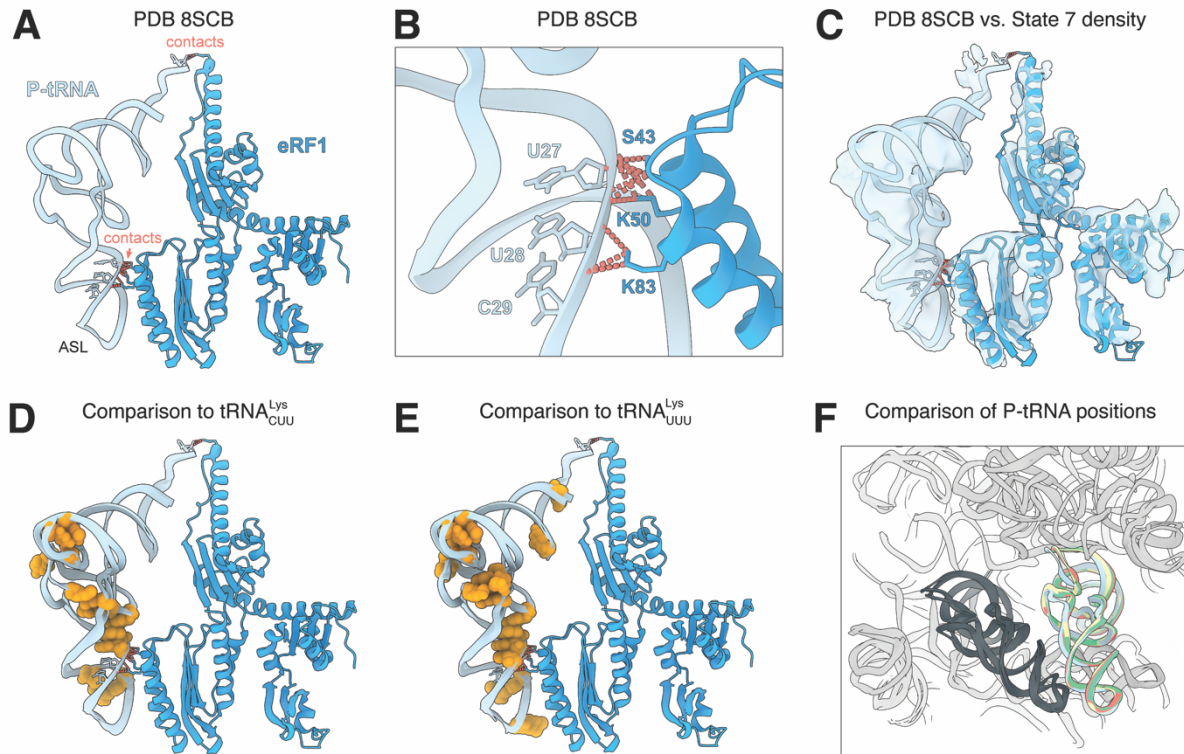 A
PDB 8SCB
contacts
P-tRNA
eRF1
contacts
ASL
B
PDB 8SCB
S43
U27
K50
U28
K83
C29
C
PDB 8SCB vs. State 7 density
D
Comparison to tRNA Lys CUU
E
Comparison to tRNA Lys UUU
F
Comparison of P-tRNA positions